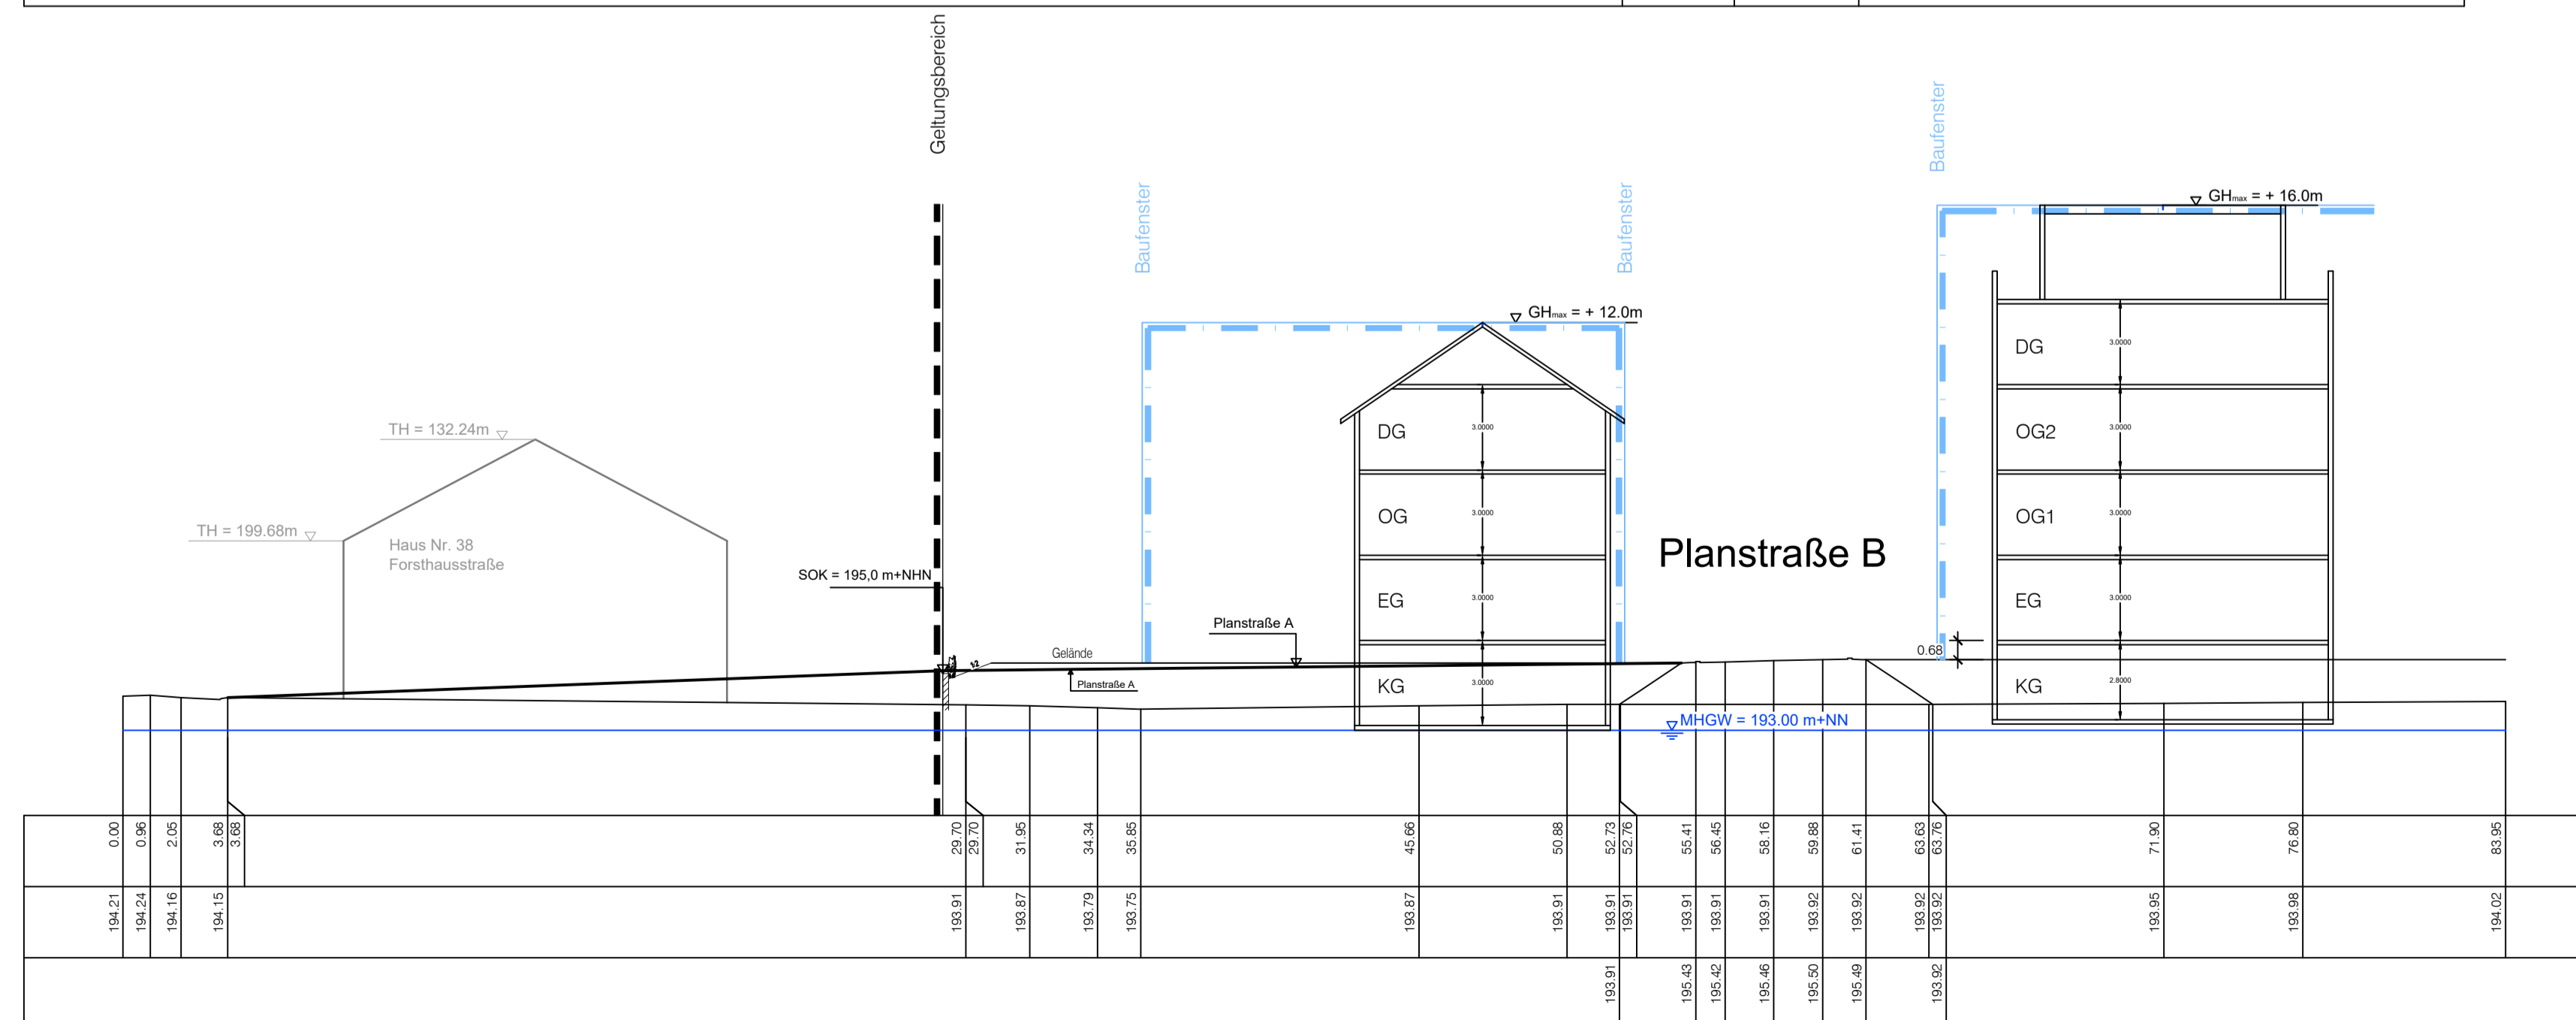 Geltungsbereich
Baufenster
Baufenster
Baufenster
GHmax = + 16.0m
GHmax = + 12.0m
TH = 132.24m
TH = 199.68m
Haus Nr. 38
Forsthausstraße
SOK = 195,0 m+NHN
Planstraße A
Gelände
1/2
Planstraße A
DG
3.0000
OG
3.0000
EG
3.0000
KG
3.0000
Planstraße B
MHGW = 193.00 m+NN
0.68
DG
3.0000
OG2
3.0000
OG1
3.0000
EG
3.0000
KG
2.8000
0.00 0.96 2.05 3.68 3.68 29.70 29.70 31.95 34.34 35.85 45.66 50.88 52.73 52.76 55.41 56.45 58.16 59.88 61.41 63.63 63.76 71.90 76.80 83.95
194.21 194.24 194.16 194.15 193.91 193.87 193.79 193.75 193.87 193.91 193.91 193.91 193.91 193.91 193.91 193.92 193.92 193.92 193.92 193.95 193.98 194.02
193.91 195.43 195.42 195.46 195.50 195.49 193.92